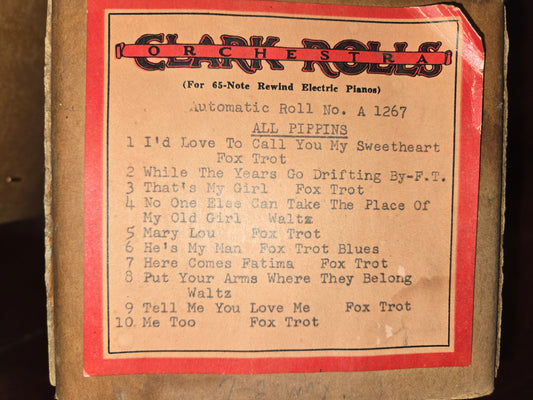 CLARK ROLLS
ORCHESTRA
(For 65-Note Rewind Electric Pianos)
Automatic Roll No. A 1267
ALL PIPPINS
1 I'd Love To Call You My Sweetheart
Fox Trot
2 While The Years Go Drifting By-F.T.
3 That's My Girl Fox Trot
4 No One Else Can Take The Place Of
My Old Girl Waltz
5 Mary Lou Fox Trot
6 He's My Man Fox Trot Blues
7 Here Comes Fatima Fox Trot
8 Put Your Arms Where They Belong
Waltz
9 Tell Me You Love Me Fox Trot
10 Me Too Fox Trot